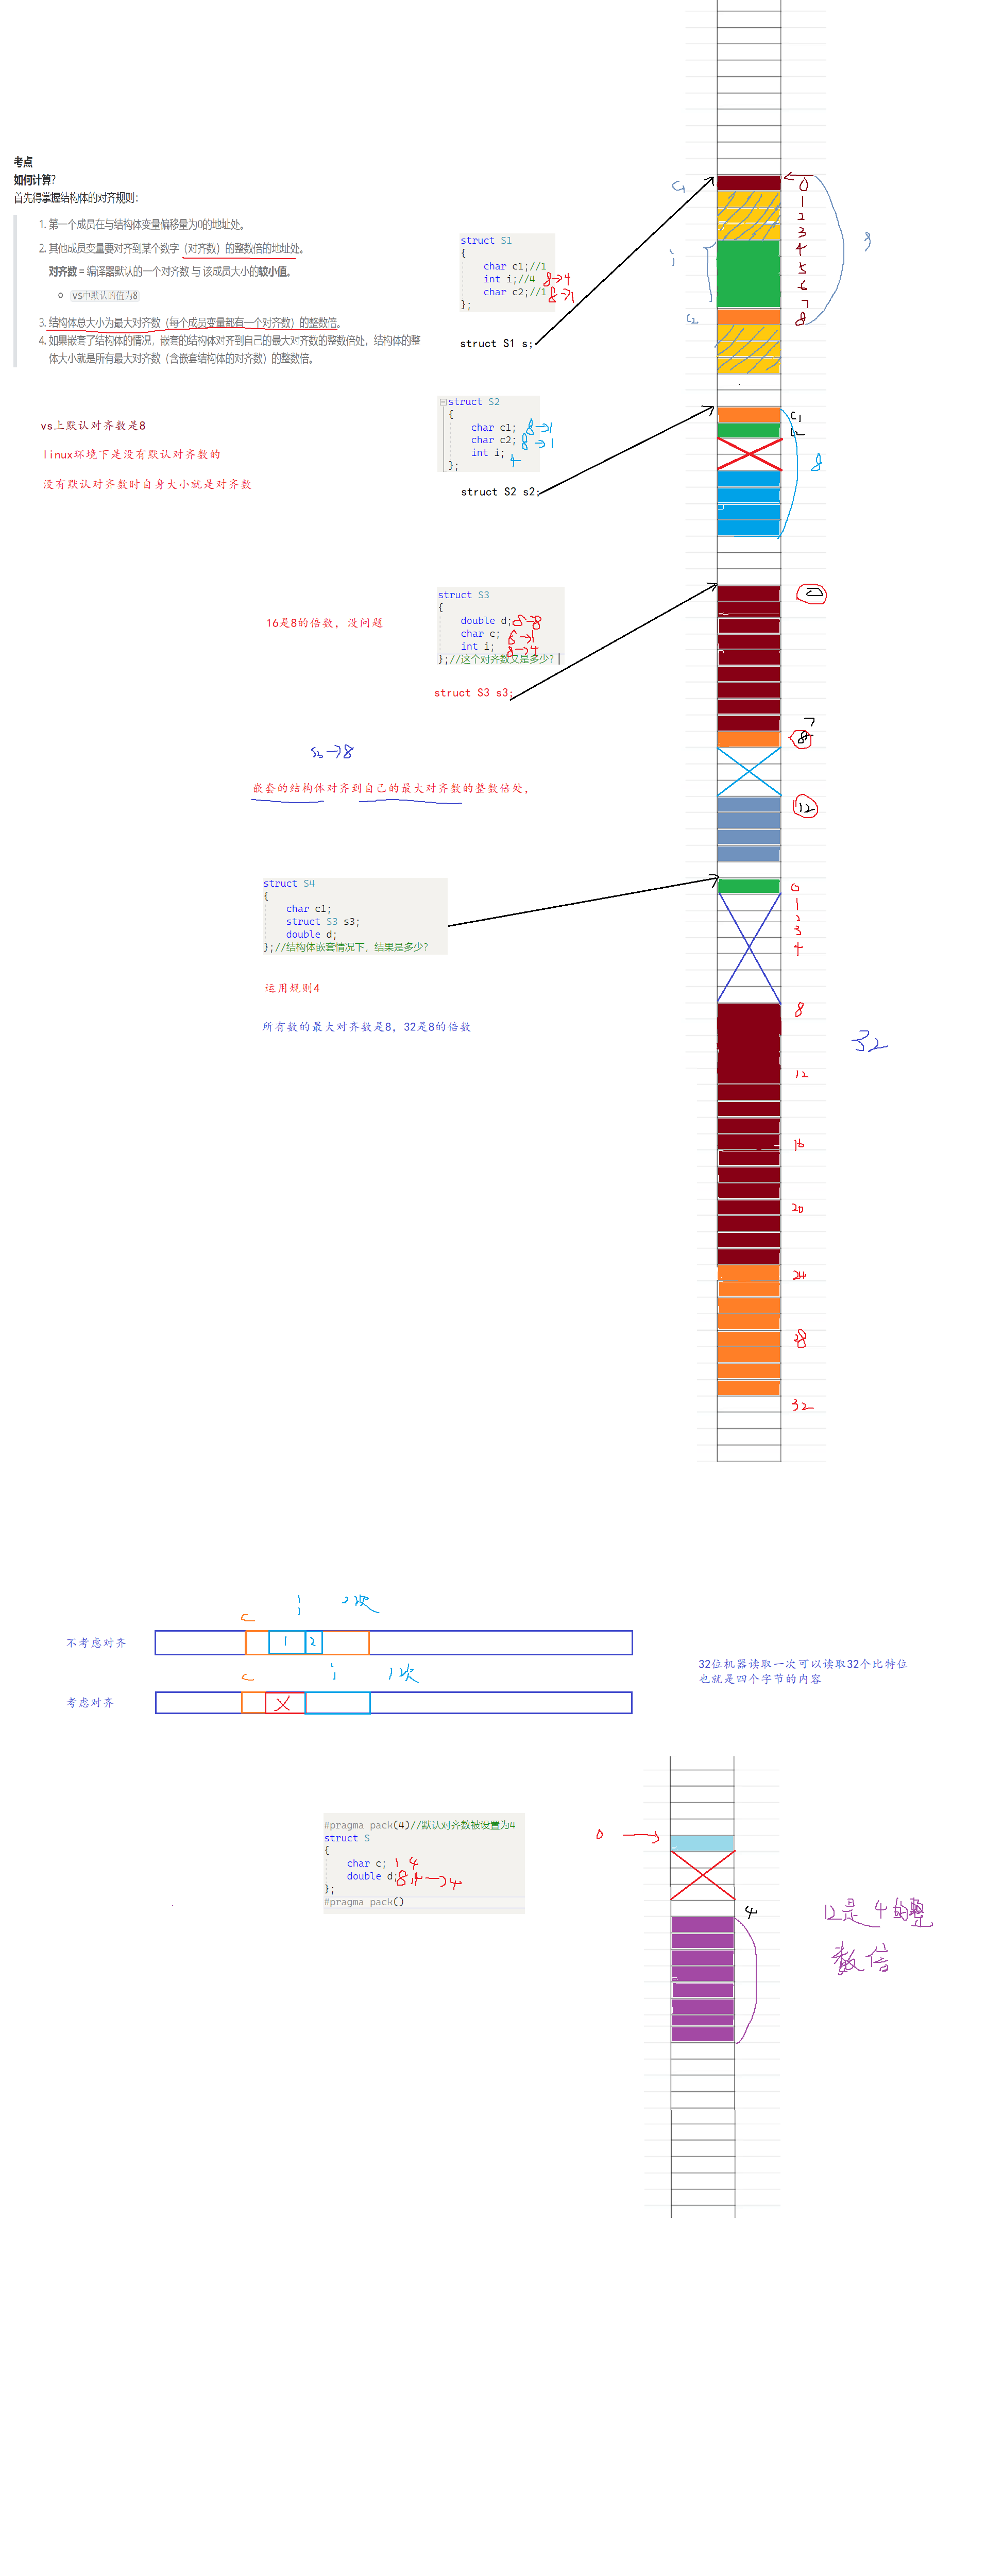 考点
如何计算？
首先得掌握结构体的对齐规则：
1. 第一个成员在与结构体变量偏移量为0的地址处。
2. 其他成员变量要对齐到某个数字（对齐数）的整数倍的地址处。
对齐数 = 编译器默认的一个对齐数 与 该成员大小的较小值。
VS中默认的值为8
3. 结构体总大小为最大对齐数（每个成员变量都有一个对齐数）的整数倍。
4. 如果嵌套了结构体的情况，嵌套的结构体对齐到自己的最大对齐数的整数倍处，结构体的整
体大小就是所有最大对齐数（含嵌套结构体的对齐数）的整数倍。
struct S1
{
char c1;//1
int i;//4 8→4
char c2;//1 8→1
};
struct S1 s;
c1
i
c2
0
1
2
3
4
5
6
7
8
9
vs上默认对齐数是8
linux环境下是没有默认对齐数的
没有默认对齐数时自身大小就是对齐数
struct S2
{
char c1; 8→1
char c2; 8→1
int i; 4
};
struct S2 s2;
c1
8
16是8的倍数，没问题
struct S3
{
double d; 8→8
char c; 8→1
int i; 8→4
};//这个对齐数又是多少？
struct S3 s3;
0
7
8
12
S3→8
嵌套的结构体对齐到自己的最大对齐数的整数倍处，
struct S4
{
char c1;
struct S3 s3;
double d;
};//结构体嵌套情况下，结果是多少？
运用规则4
所有数的最大对齐数是8，32是8的倍数
0
1
2
3
4
8
12
16
20
24
28
32
32
c i 2次
不考虑对齐 1 2
c i 1次
考虑对齐 X
32位机器读取一次可以读取32个比特位
也就是四个字节的内容
#pragma pack(4)//默认对齐数被设置为4
struct S
{
char c; 1 4
double d; 8,4→4
};
#pragma pack()
0
4
12是4的整
数倍